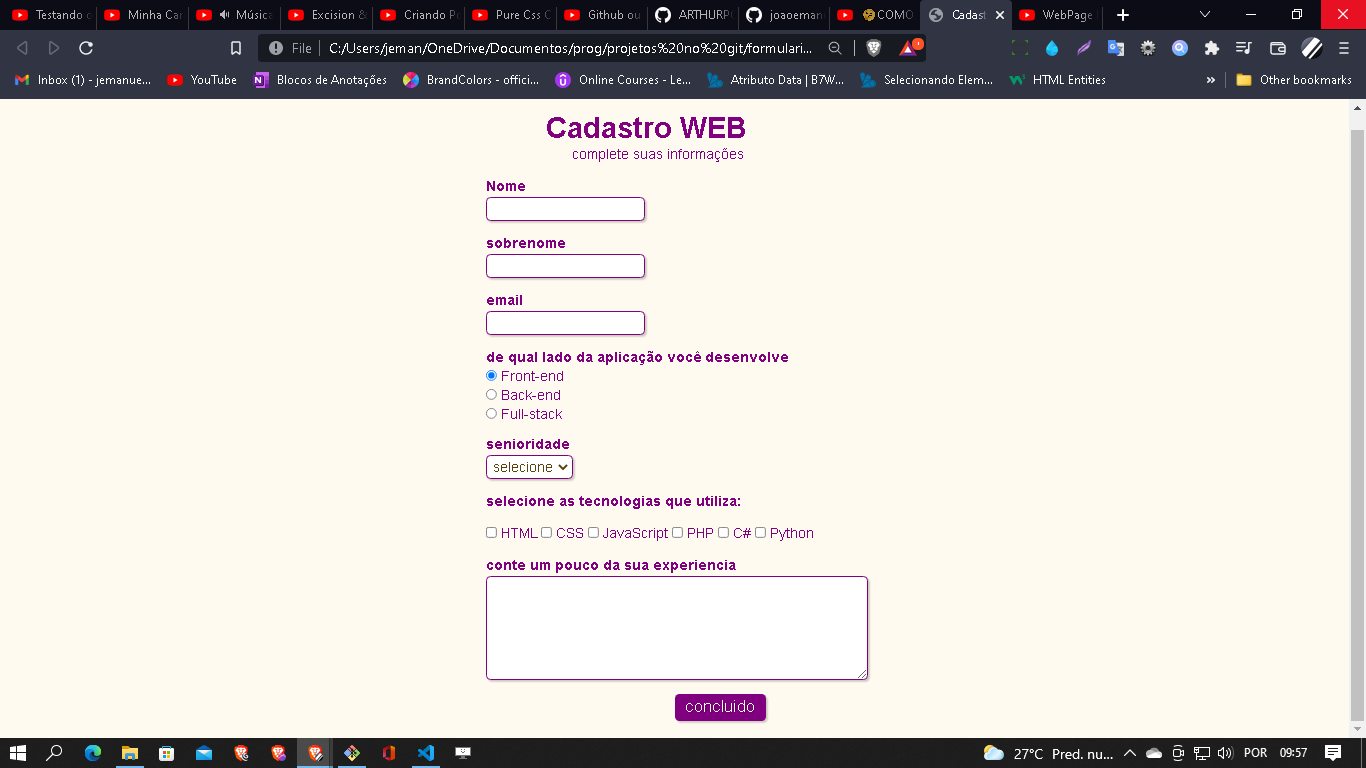 Testando
Minha Car
Música
Excision &
Criando P
Pure Css
Github ou
ARTHURP
joaoeman
COMO
Cadast
WebPage
File
C:/Users/jeman/OneDrive/Documentos/prog/projetos%20no%20git/formulari...
1
Inbox (1) - jemanue...
YouTube
Blocos de Anotações
BrandColors - offici...
Online Courses - Le...
Atributo Data | B7W...
Selecionando Elem...
HTML Entities
»
Other bookmarks
Cadastro WEB
complete suas informações
Nome
sobrenome
email
de qual lado da aplicação você desenvolve
Front-end
Back-end
Full-stack
senioridade
selecione
selecione as tecnologias que utiliza:
HTML CSS JavaScript PHP C# Python
conte um pouco da sua experiencia
concluido
27°C Pred. nu... POR 09:57